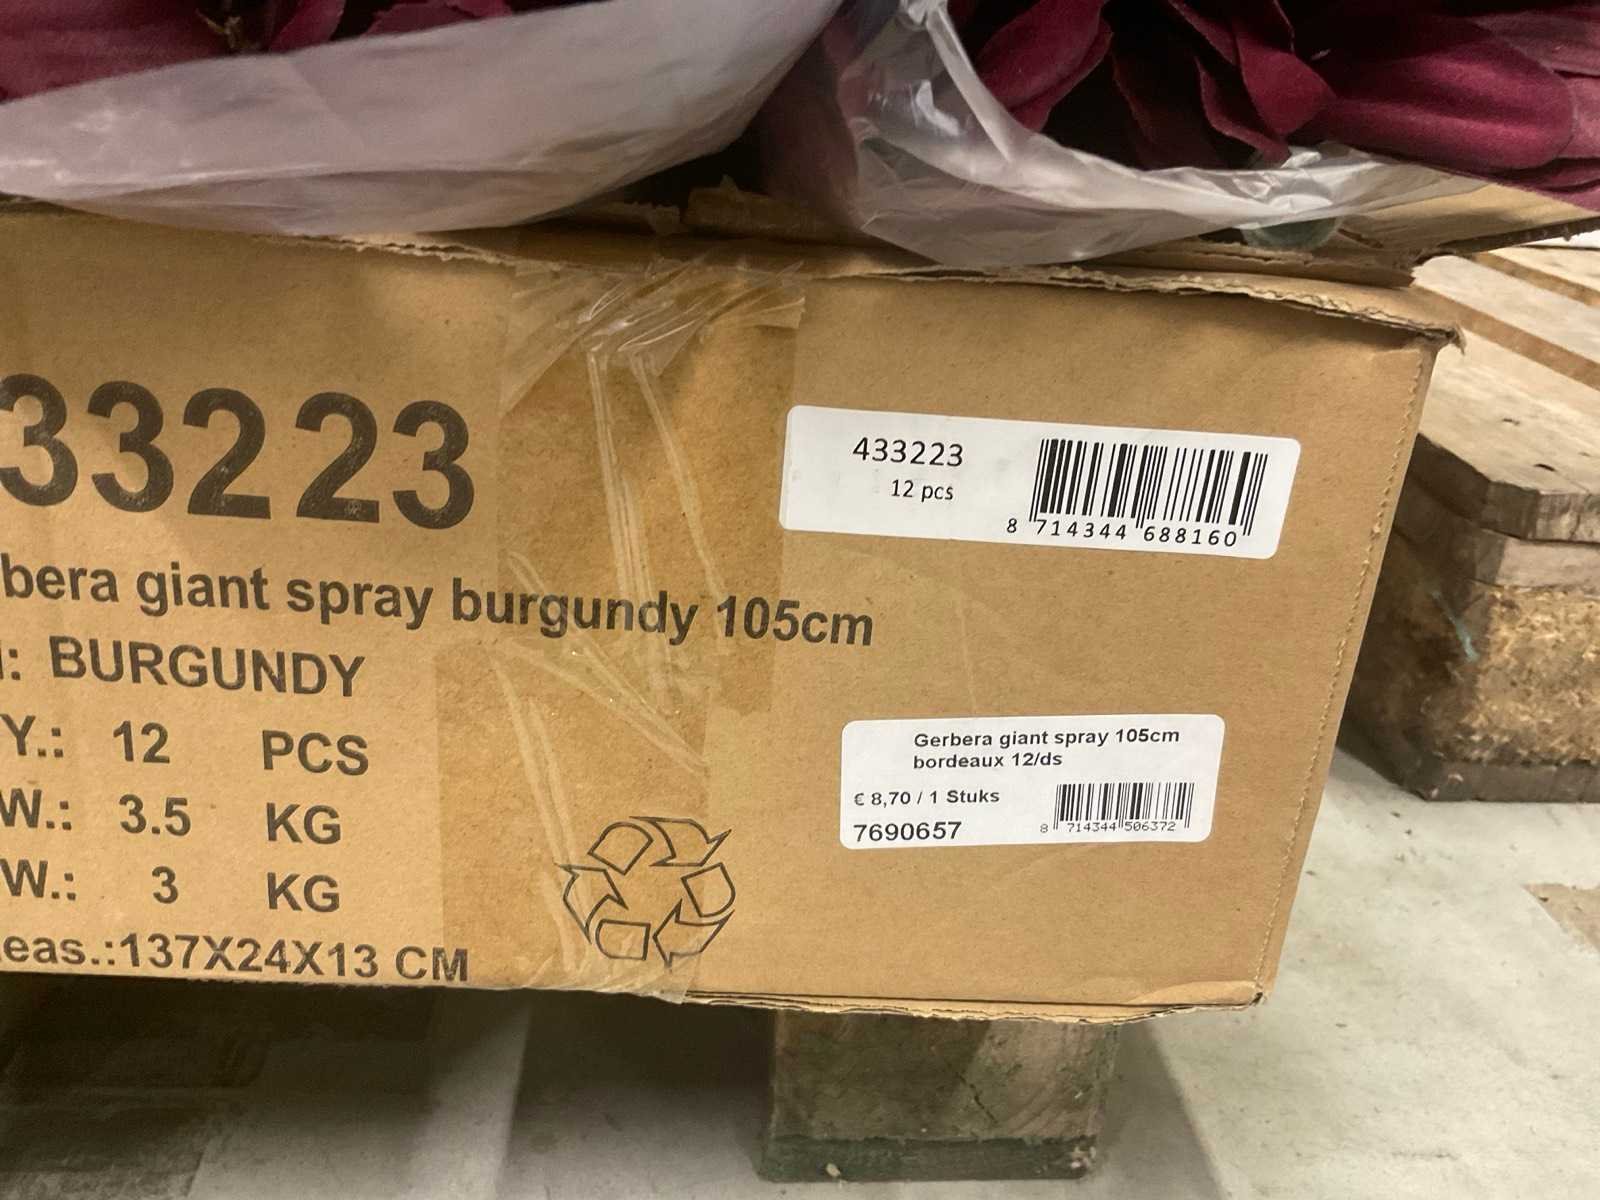 33223
bera giant spray burgundy 105cm
: BURGUNDY
Y.: 12 PCS
W.: 3.5 KG
W.: 3 KG
eas.:137X24X13 CM
433223
12 pcs
8 714344 688160
Gerbera giant spray 105cm
bordeaux 12/ds
€ 8,70 / 1 Stuks
7690657
8 714344 506372